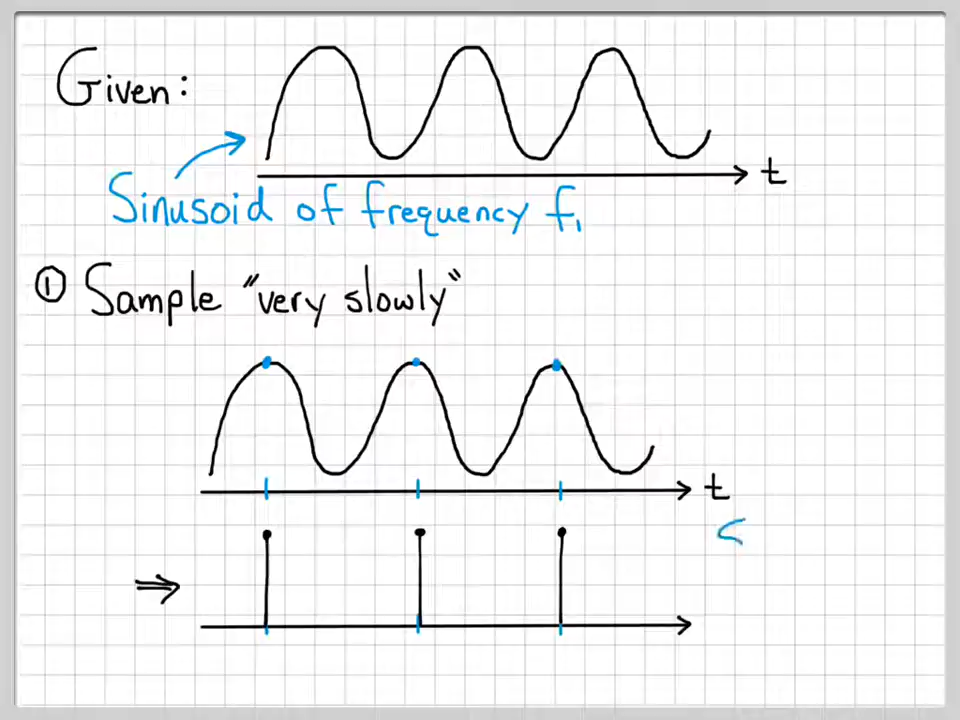 Given:
t
Sinusoid of frequency f₁
① Sample "very slowly"
t
⇒